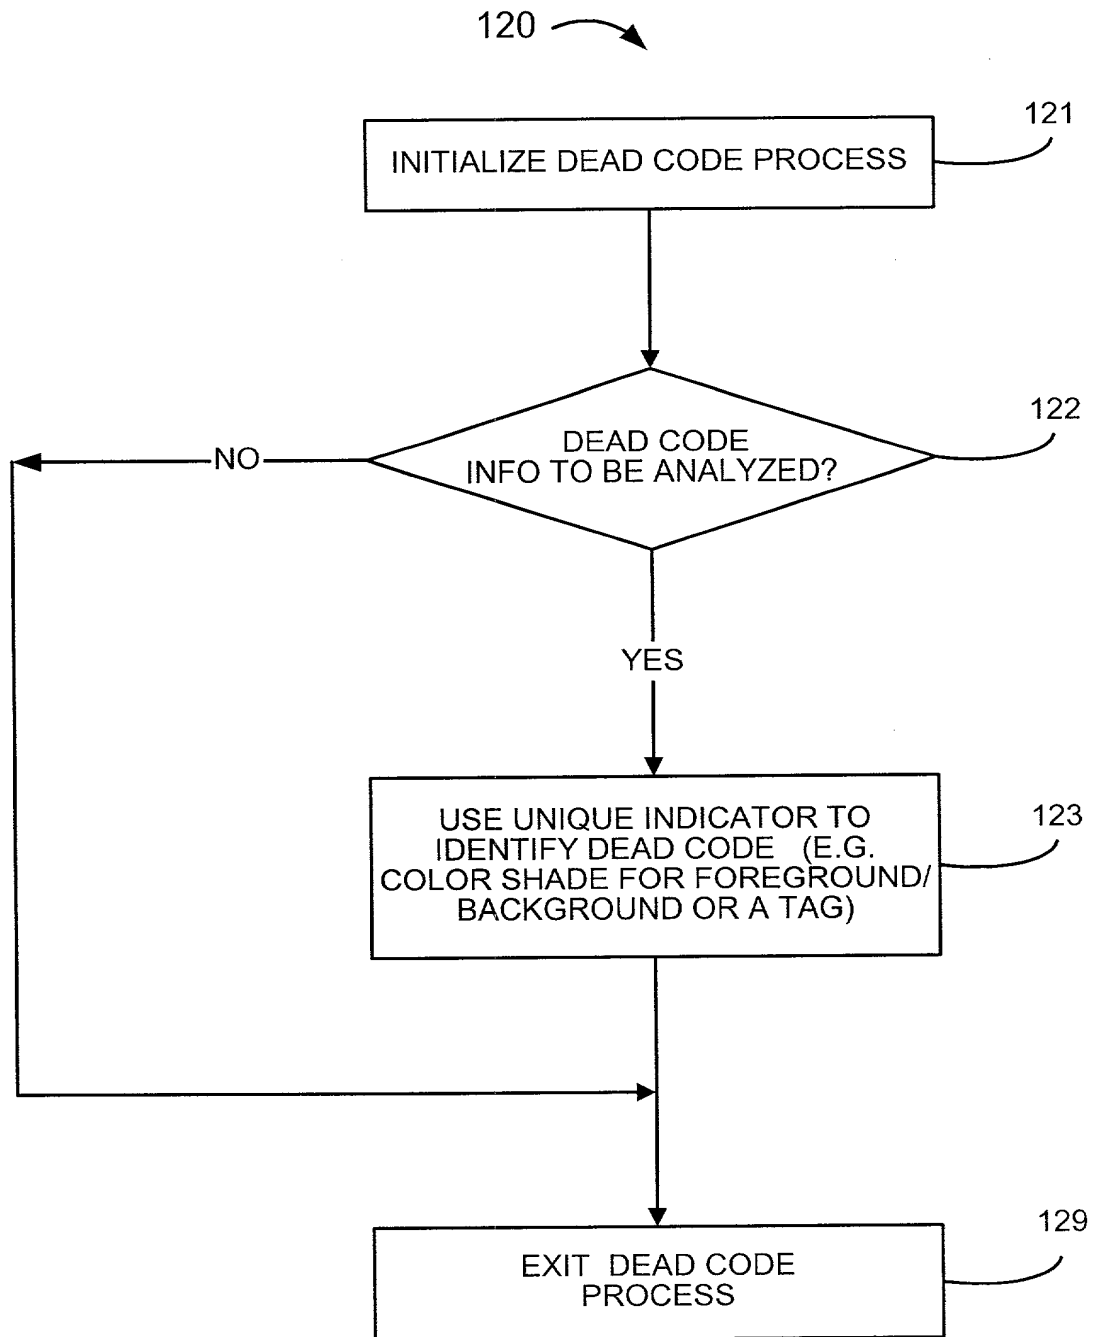 120
121
INITIALIZE DEAD CODE PROCESS
122
DEAD CODE
INFO TO BE ANALYZED?
NO
YES
123
USE UNIQUE INDICATOR TO
IDENTIFY DEAD CODE (E.G.
COLOR SHADE FOR FOREGROUND/
BACKGROUND OR A TAG)
129
EXIT DEAD CODE
PROCESS